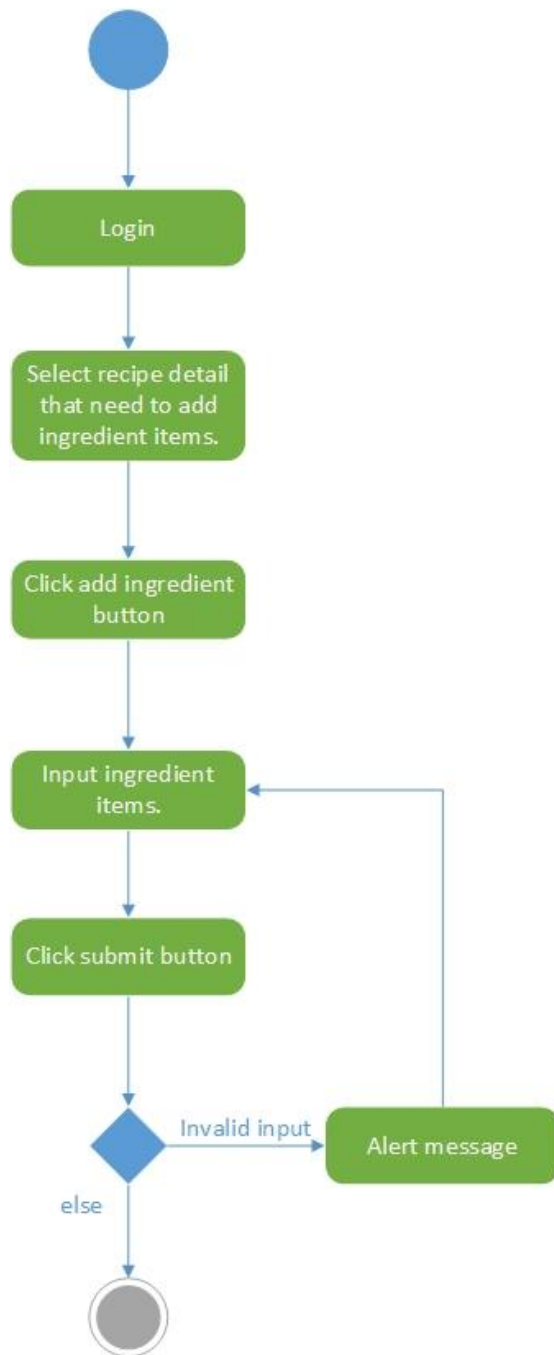 Login
Select recipe detail
that need to add
ingredient items.
Click add ingredient
button
Input ingredient
items.
Click submit button
Invalid input
Alert message
else